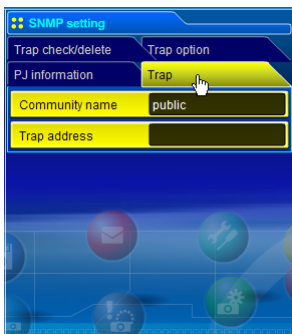 SNMP setting
Trap check/delete Trap option
PJ information Trap
Community name public
Trap address